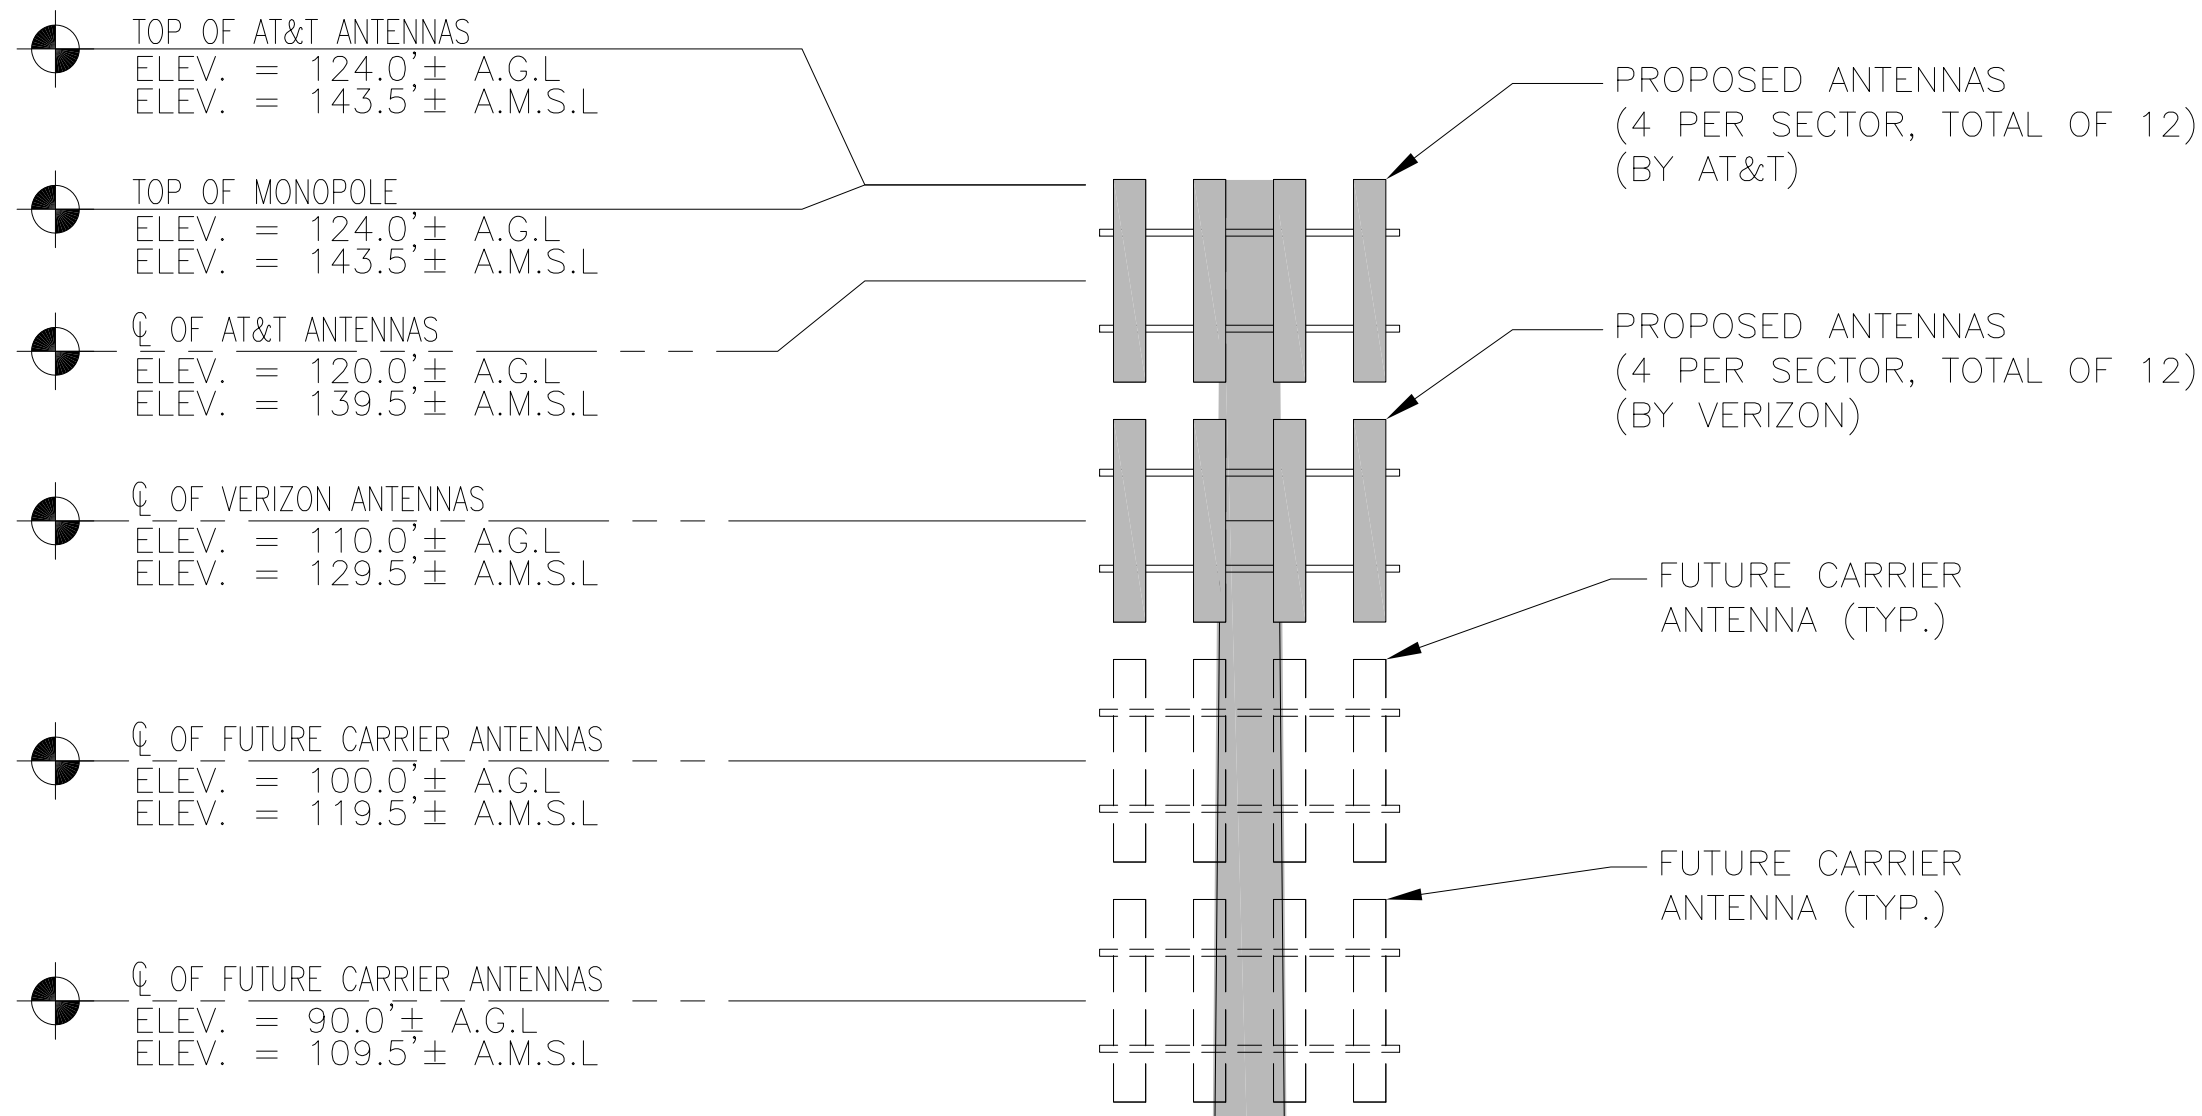 TOP OF AT&T ANTENNAS
ELEV. = 124.0'± A.G.L
ELEV. = 143.5'± A.M.S.L
TOP OF MONOPOLE
ELEV. = 124.0'± A.G.L
ELEV. = 143.5'± A.M.S.L
℄ OF AT&T ANTENNAS
ELEV. = 120.0'± A.G.L
ELEV. = 139.5'± A.M.S.L
℄ OF VERIZON ANTENNAS
ELEV. = 110.0'± A.G.L
ELEV. = 129.5'± A.M.S.L
℄ OF FUTURE CARRIER ANTENNAS
ELEV. = 100.0'± A.G.L
ELEV. = 119.5'± A.M.S.L
℄ OF FUTURE CARRIER ANTENNAS
ELEV. = 90.0'± A.G.L
ELEV. = 109.5'± A.M.S.L
PROPOSED ANTENNAS
(4 PER SECTOR, TOTAL OF 12)
(BY AT&T)
PROPOSED ANTENNAS
(4 PER SECTOR, TOTAL OF 12)
(BY VERIZON)
FUTURE CARRIER
ANTENNA (TYP.)
FUTURE CARRIER
ANTENNA (TYP.)